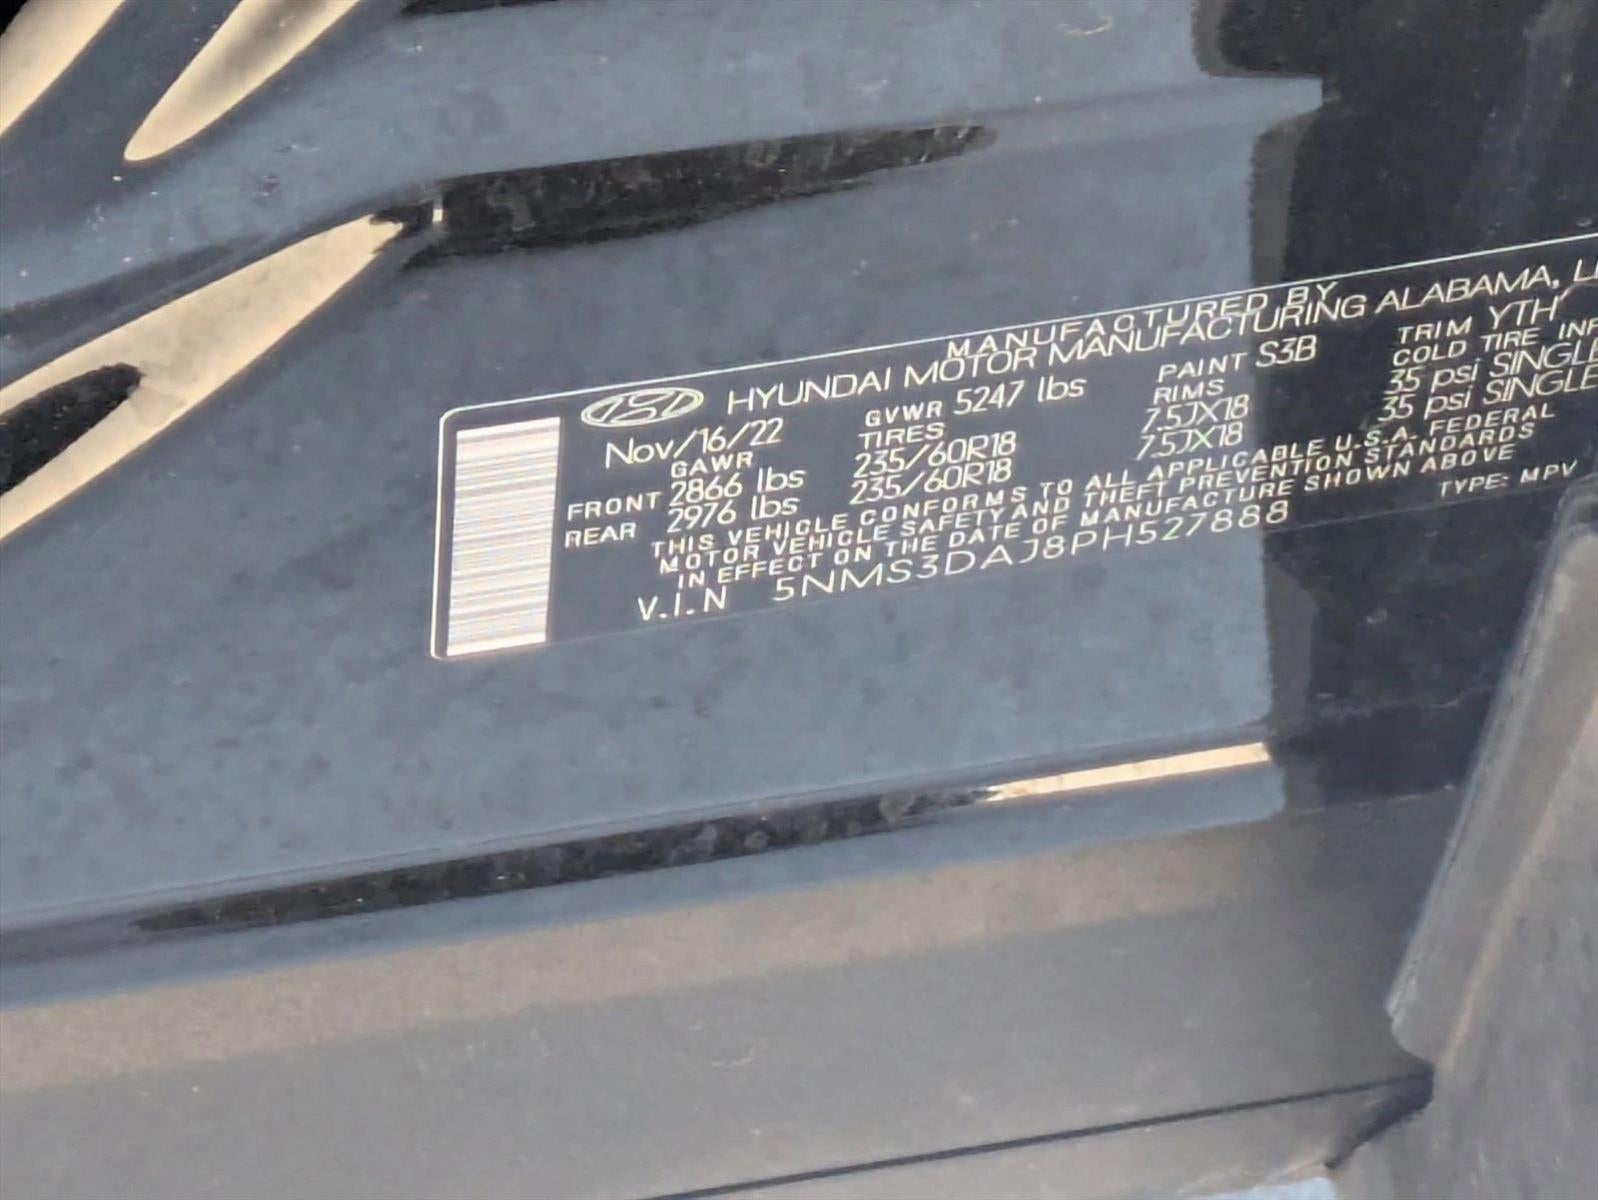 MANUFACTURED BY
HYUNDAI MOTOR MANUFACTURING ALABAMA,
Nov/16/22 GVWR 5247 lbs PAINT S3B TRIM YTH
GAWR TIRES RIMS COLD TIRE INF
FRONT 2866 lbs 235/60R18 7.5JX18 35 psi SINGLE
REAR 2976 lbs 235/60R18 7.5JX18 35 psi SINGLE
THIS VEHICLE CONFORMS TO ALL APPLICABLE U.S.A. FEDERAL
MOTOR VEHICLE SAFETY AND THEFT PREVENTION STANDARDS
IN EFFECT ON THE DATE OF MANUFACTURE SHOWN ABOVE
V.I.N 5NMS3DAJ8PH527888 TYPE: MPV